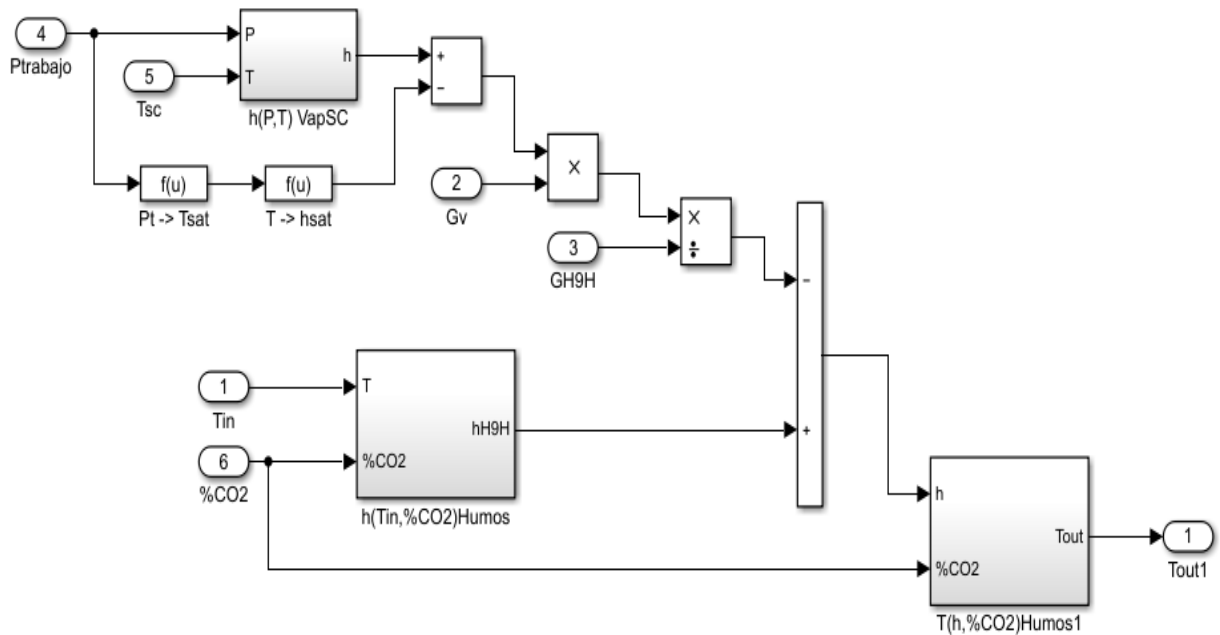 4
Ptrabajo
5
Tsc
P
T
h
h(P,T) VapSC
+
−
f(u)
Pt -> Tsat
f(u)
T -> hsat
2
Gv
×
3
GH9H
×
÷
−
+
1
Tin
6
%CO2
T
%CO2
hH9H
h(Tin,%CO2)Humos
h
%CO2
Tout
T(h,%CO2)Humos1
1
Tout1